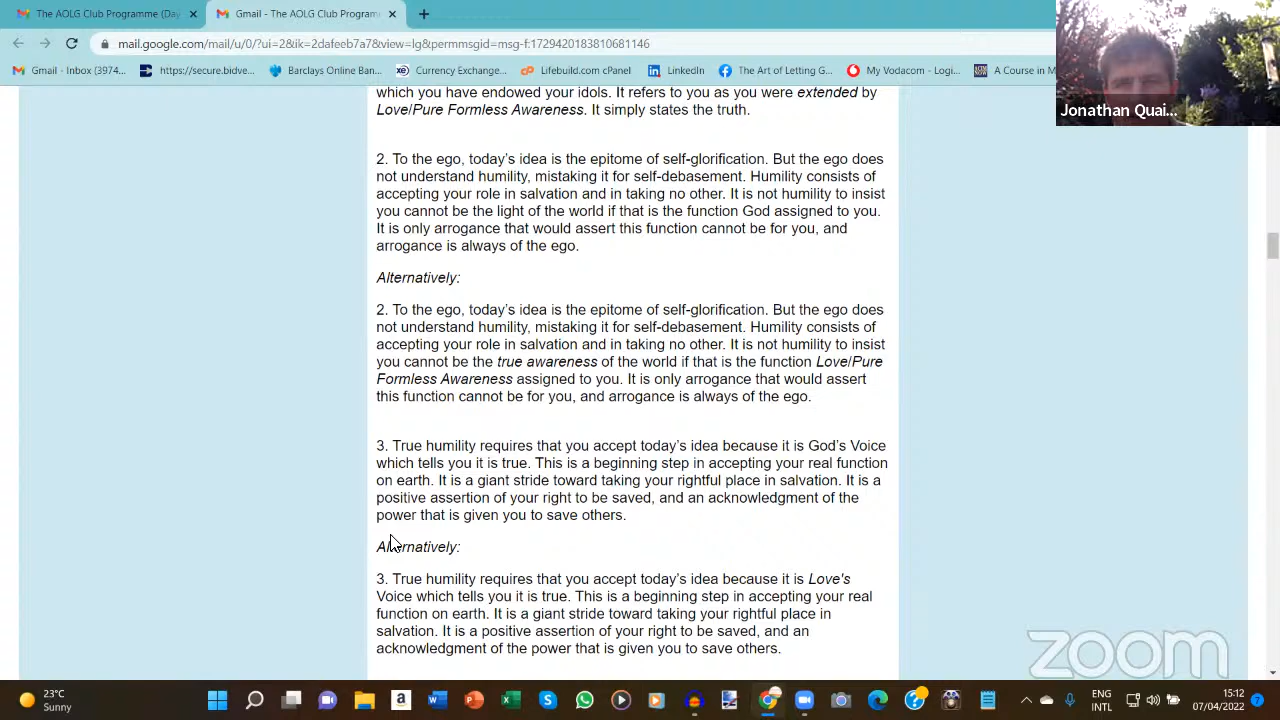 The AOLG Club Programme (Day
Gmail - The AOLG Club Program
mail.google.com/mail/u/0/?ui=2&ik=2dafeeb7a7&view=lg&permmsgid=msg-f:1729420183810681146
Gmail - Inbox (3974...
https://secure.bidve...
Barclays Online Ban...
Currency Exchange...
Lifebuild.com cPanel
LinkedIn
The Art of Letting G...
My Vodacom - Logi...
A Course in M
Jonathan Quai...
which you have endowed your idols. It refers to you as you were extended by
Love/Pure Formless Awareness. It simply states the truth.
2. To the ego, today's idea is the epitome of self-glorification. But the ego does
not understand humility, mistaking it for self-debasement. Humility consists of
accepting your role in salvation and in taking no other. It is not humility to insist
you cannot be the light of the world if that is the function God assigned to you.
It is only arrogance that would assert this function cannot be for you, and
arrogance is always of the ego.
Alternatively:
2. To the ego, today's idea is the epitome of self-glorification. But the ego does
not understand humility, mistaking it for self-debasement. Humility consists of
accepting your role in salvation and in taking no other. It is not humility to insist
you cannot be the true awareness of the world if that is the function Love/Pure
Formless Awareness assigned to you. It is only arrogance that would assert
this function cannot be for you, and arrogance is always of the ego.
3. True humility requires that you accept today's idea because it is God's Voice
which tells you it is true. This is a beginning step in accepting your real function
on earth. It is a giant stride toward taking your rightful place in salvation. It is a
positive assertion of your right to be saved, and an acknowledgment of the
power that is given you to save others.
Alternatively:
3. True humility requires that you accept today's idea because it is Love's
Voice which tells you it is true. This is a beginning step in accepting your real
function on earth. It is a giant stride toward taking your rightful place in
salvation. It is a positive assertion of your right to be saved, and an
acknowledgment of the power that is given you to save others.
zoom
23°C
Sunny
ENG
INTL
15:12
07/04/2022